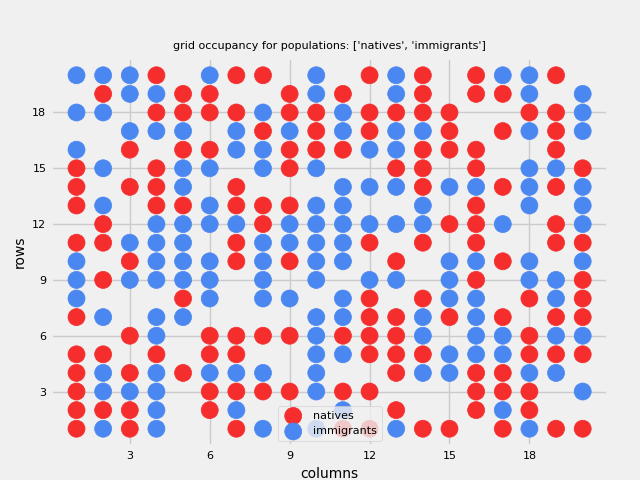 grid occupancy for populations: ['natives', 'immigrants']
18
15
12
9
6
3
rows
natives
immigrants
3
6
9
12
15
18
columns